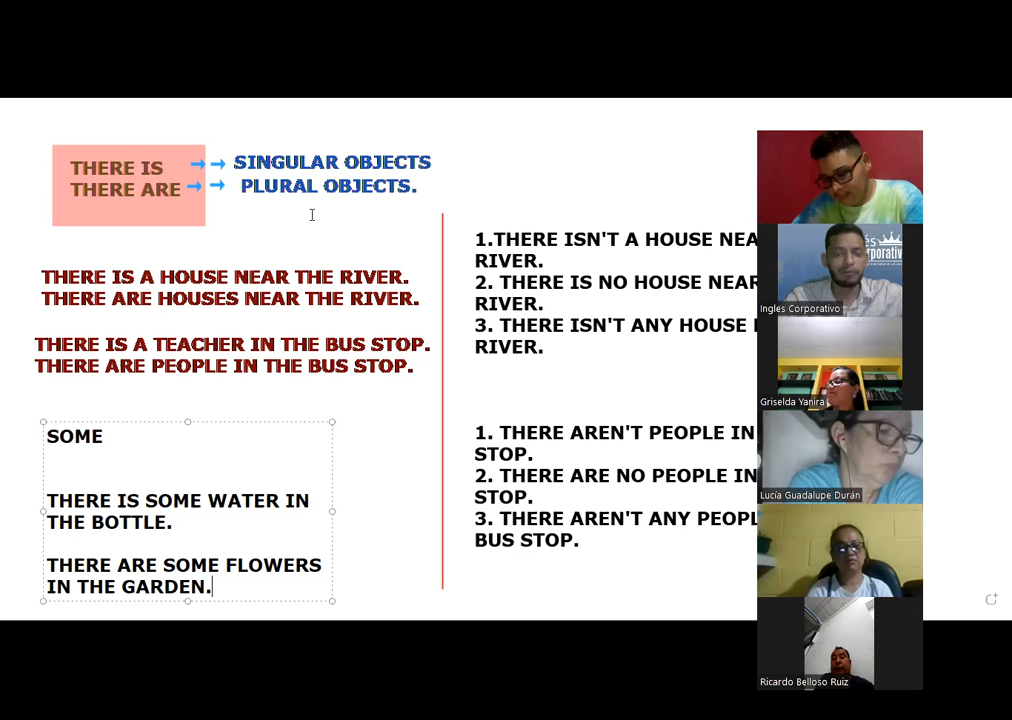 THERE IS →→ SINGULAR OBJECTS
THERE ARE →→ PLURAL OBJECTS.
THERE IS A HOUSE NEAR THE RIVER.
THERE ARE HOUSES NEAR THE RIVER.
THERE IS A TEACHER IN THE BUS STOP.
THERE ARE PEOPLE IN THE BUS STOP.
SOME
THERE IS SOME WATER IN
THE BOTTLE.
THERE ARE SOME FLOWERS
IN THE GARDEN.
1.THERE ISN'T A HOUSE
RIVER.
2. THERE IS NO HOUSE NEAR
RIVER.
3. THERE ISN'T ANY HOUSE
RIVER.
1. THERE AREN'T PEOPLE IN
STOP.
2. THERE ARE NO PEOPLE IN
STOP.
3. THERE AREN'T ANY
BUS STOP.
Ingles Corporativo
Griselda Yanira
Lucía Guadalupe Durán
Ricardo Belloso Ruiz